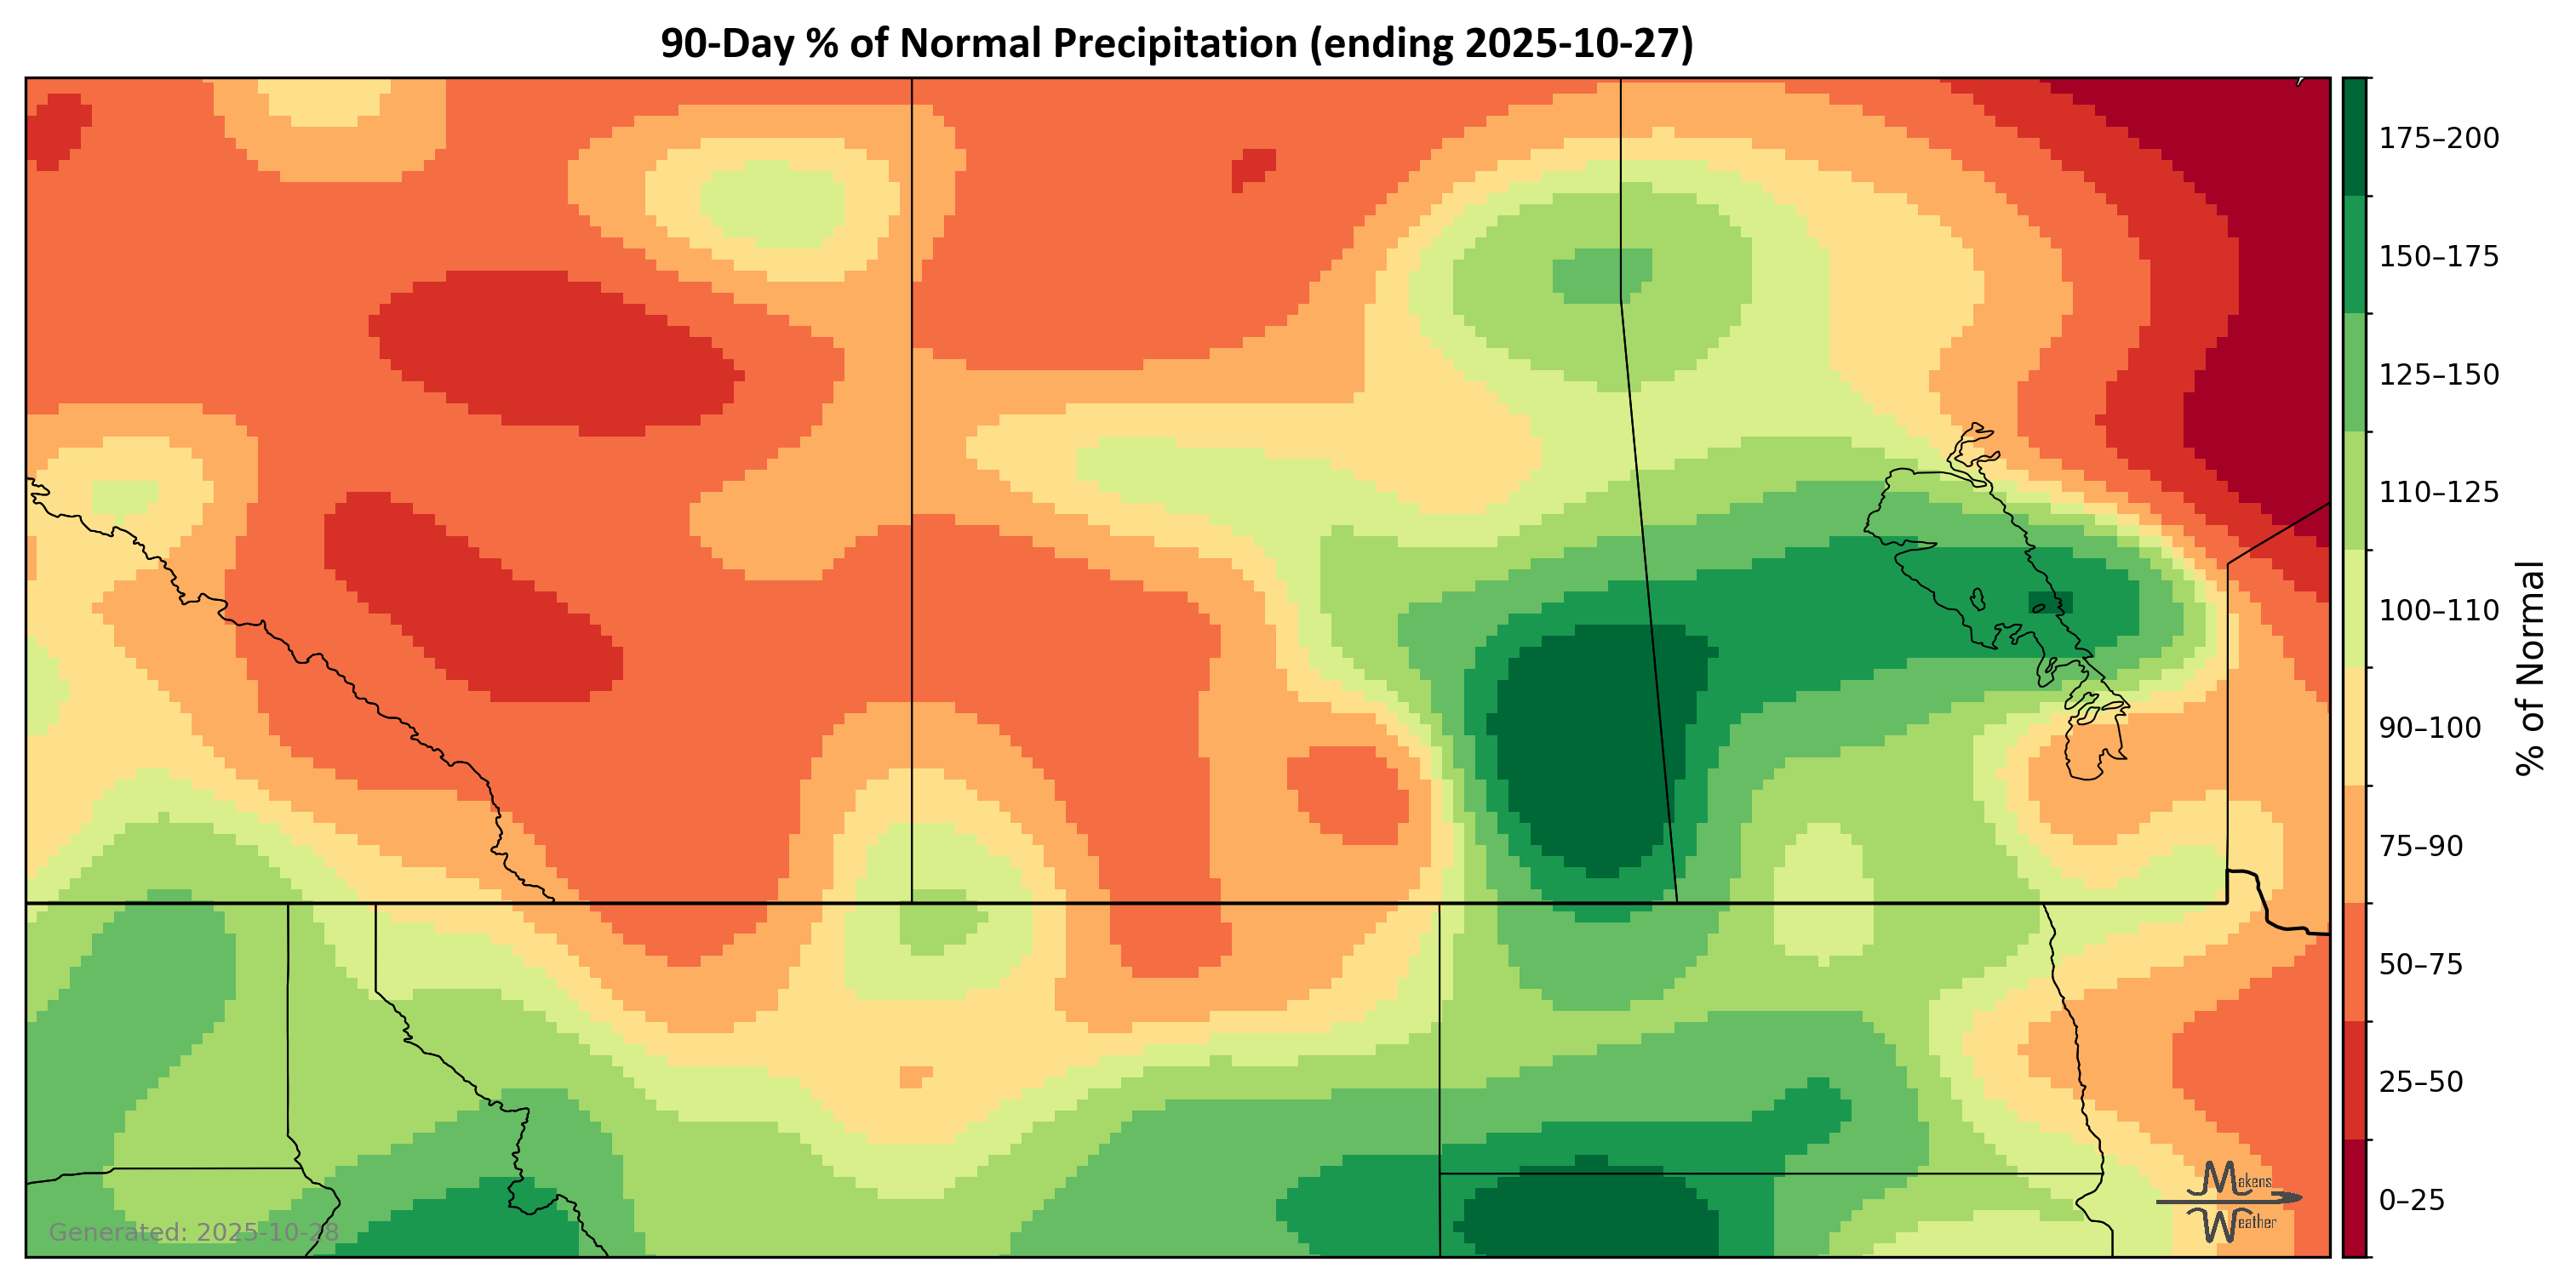 90-Day % of Normal Precipitation (ending 2025-10-27)
175–200
150–175
125–150
110–125
100–110
90–100
75–90
50–75
25–50
0–25
% of Normal
Makens
Weather
Generated: 2025-10-28